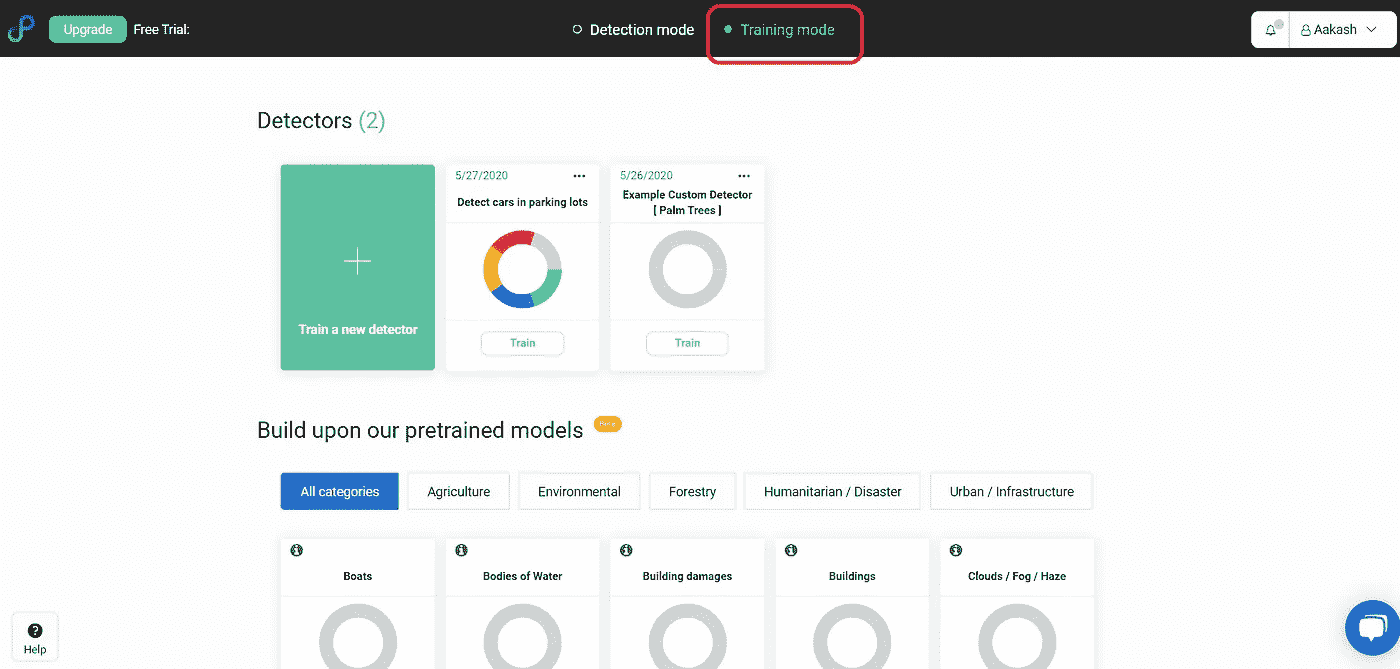 Upgrade Free Trial: Detection mode Training mode Aakash
Detectors (2)
5/27/2020
Detect cars in parking lots
Train
5/26/2020
Example Custom Detector
[ Palm Trees ]
Train
Train a new detector
Build upon our pretrained models
All categories Agriculture Environmental Forestry Humanitarian / Disaster Urban / Infrastructure
Boats Bodies of Water Building damages Buildings Clouds / Fog / Haze
Help